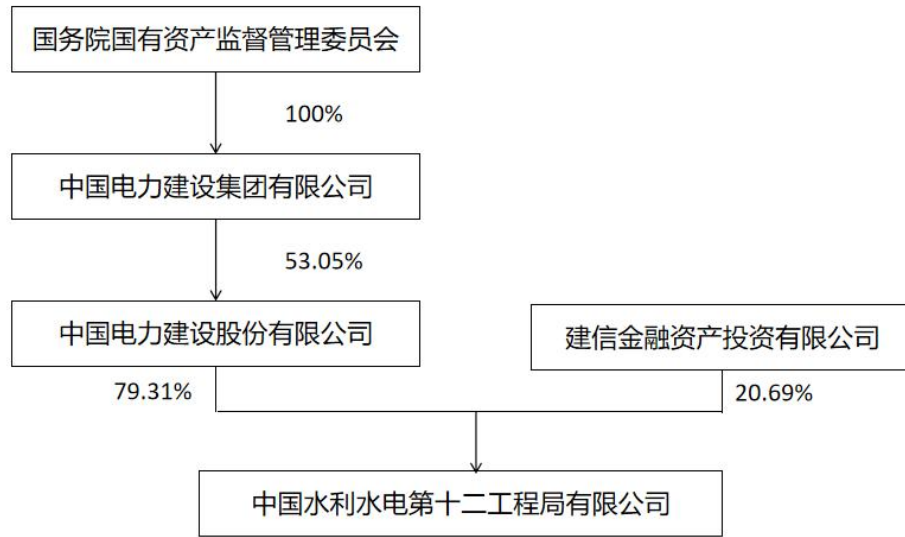 国务院国有资产监督管理委员会
100%
中国电力建设集团有限公司
53.05%
中国电力建设股份有限公司
建信金融资产投资有限公司
79.31%
20.69%
中国水利水电第十二工程局有限公司